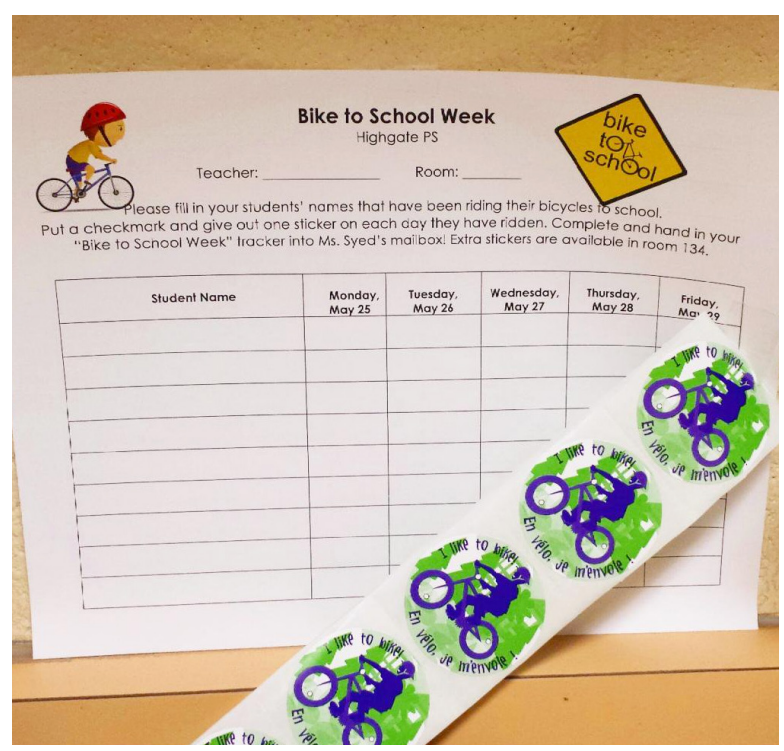 Bike to School Week
Highgate PS
bike
to
school
Teacher: ______________ Room: _______
Please fill in your students' names that have been riding their bicycles to school.
Put a checkmark and give out one sticker on each day they have ridden. Complete and hand in your
"Bike to School Week" tracker into Ms. Syed's mailbox! Extra stickers are available in room 134.
Student Name
Monday,
May 25
Tuesday,
May 26
Wednesday,
May 27
Thursday,
May 28
Friday,
May 29
I like to bike!
En vélo, je m'envole !
I like to bike!
En vélo, je m'envole !
I like to bike!
En vélo, je m'envole !
I like to bike!
En vélo
like to